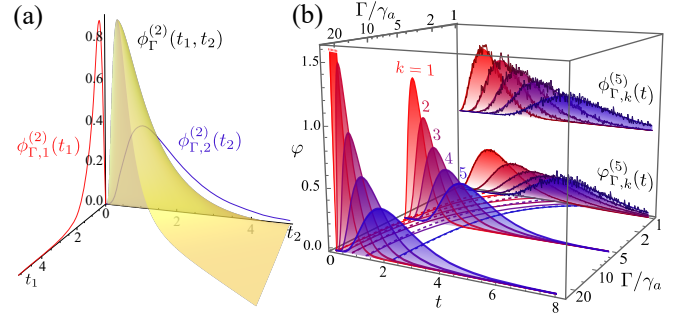 (a)
0.8
0.6
0.4
0.2
0.0
ϕ_Γ^(2)(t_1, t_2)
ϕ_{Γ,1}^(2)(t_1)
ϕ_{Γ,2}^(2)(t_2)
2
4
t_1
2
4
t_2
(b)
Γ/γ_a
20
10
5
2
1
1.5
1.0
0.5
0.0
φ
k = 1
2
3
4
5
ϕ_{Γ,k}^(5)(t)
φ_{Γ,k}^(5)(t)
0
2
4
6
8
t
1
2
5
10
20
Γ/γ_a